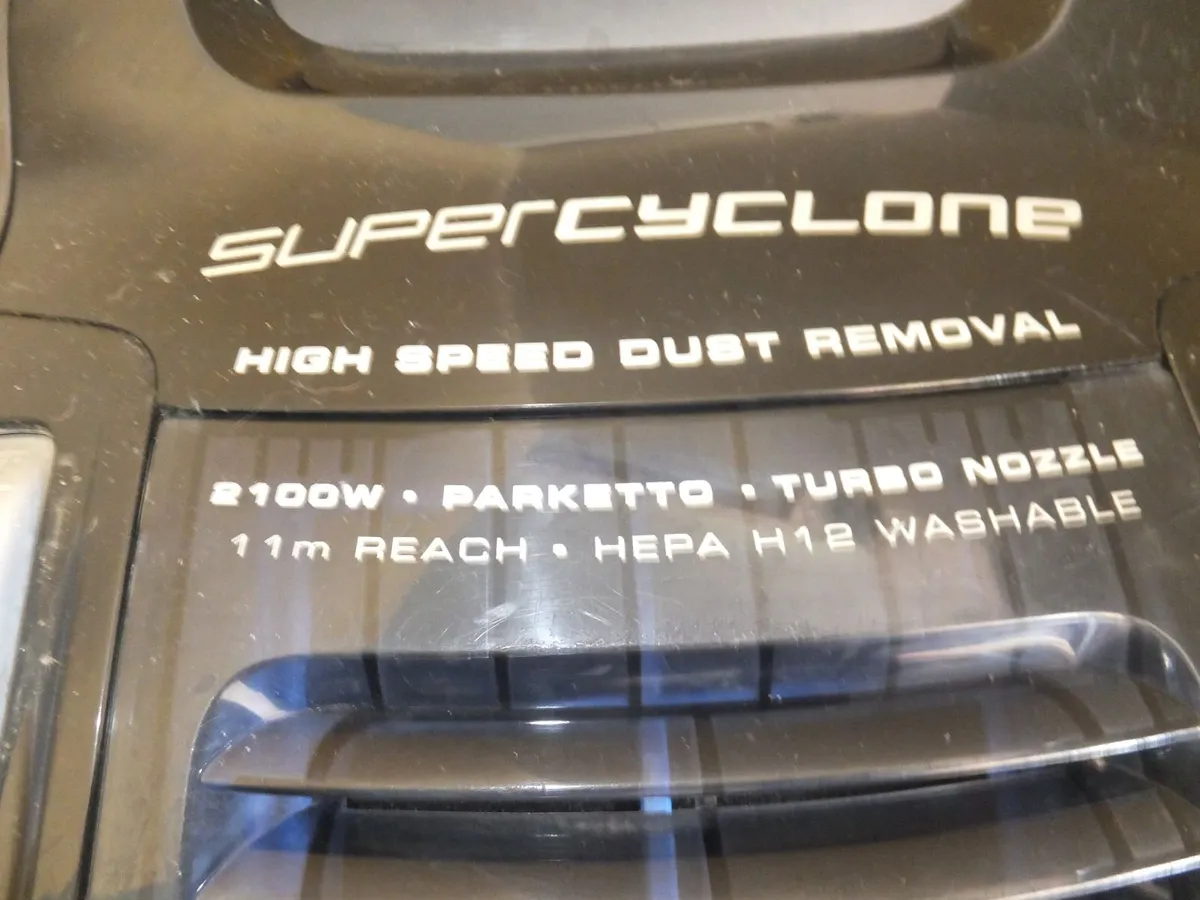 SUPERCYCLONE
HIGH SPEED DUST REMOVAL
2100W • PARKETTO • TURBO NOZZLE
11m REACH • HEPA H12 WASHABLE